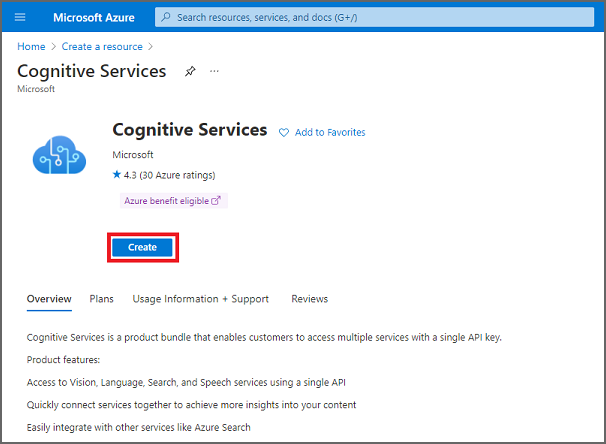 Microsoft Azure
Search resources, services, and docs (G+/)
Home > Create a resource >
Cognitive Services
...
Microsoft
Cognitive Services
Add to Favorites
Microsoft
★ 4.3 (30 Azure ratings)
Azure benefit eligible
Create
Overview
Plans
Usage Information + Support
Reviews
Cognitive Services is a product bundle that enables customers to access multiple services with a single API key.
Product features:
Access to Vision, Language, Search, and Speech services using a single API
Quickly connect services together to achieve more insights into your content
Easily integrate with other services like Azure Search